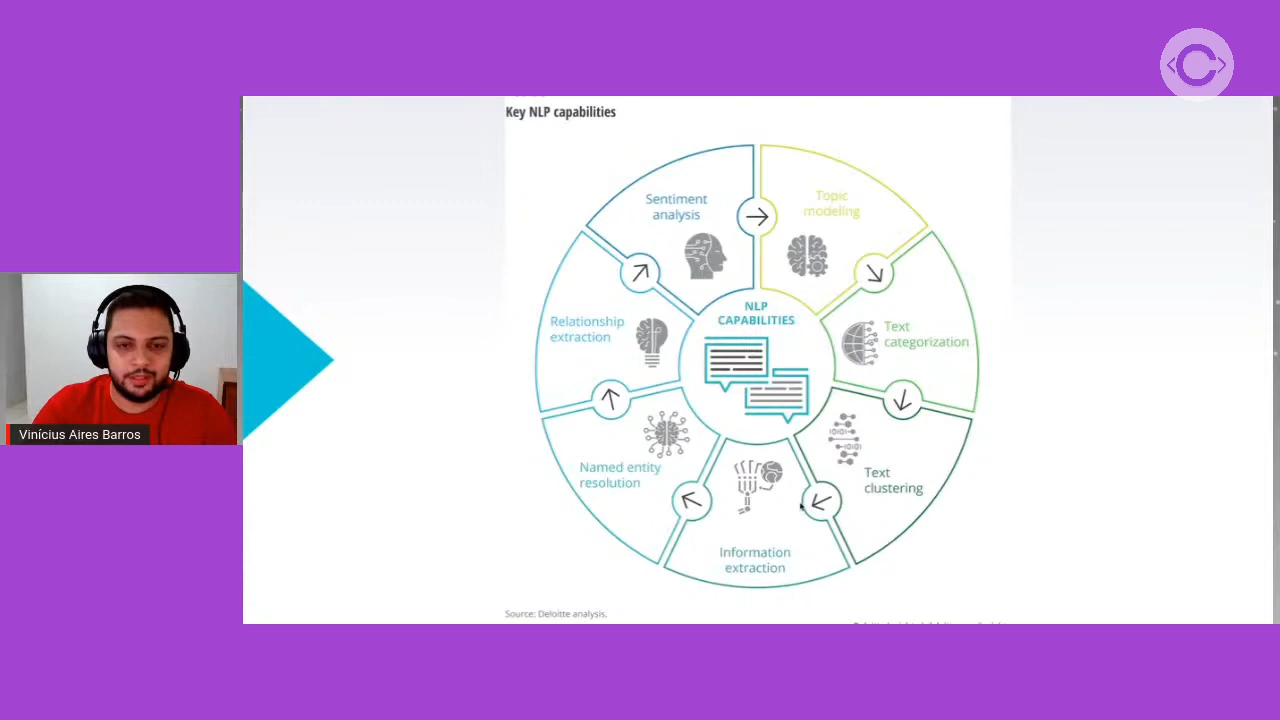 Key NLP capabilities
Sentiment
analysis
Topic
modeling
Relationship
extraction
NLP
CAPABILITIES
Text
categorization
Named entity
resolution
Text
clustering
Information
extraction
Source: Deloitte analysis.
Vinícius Aires Barros